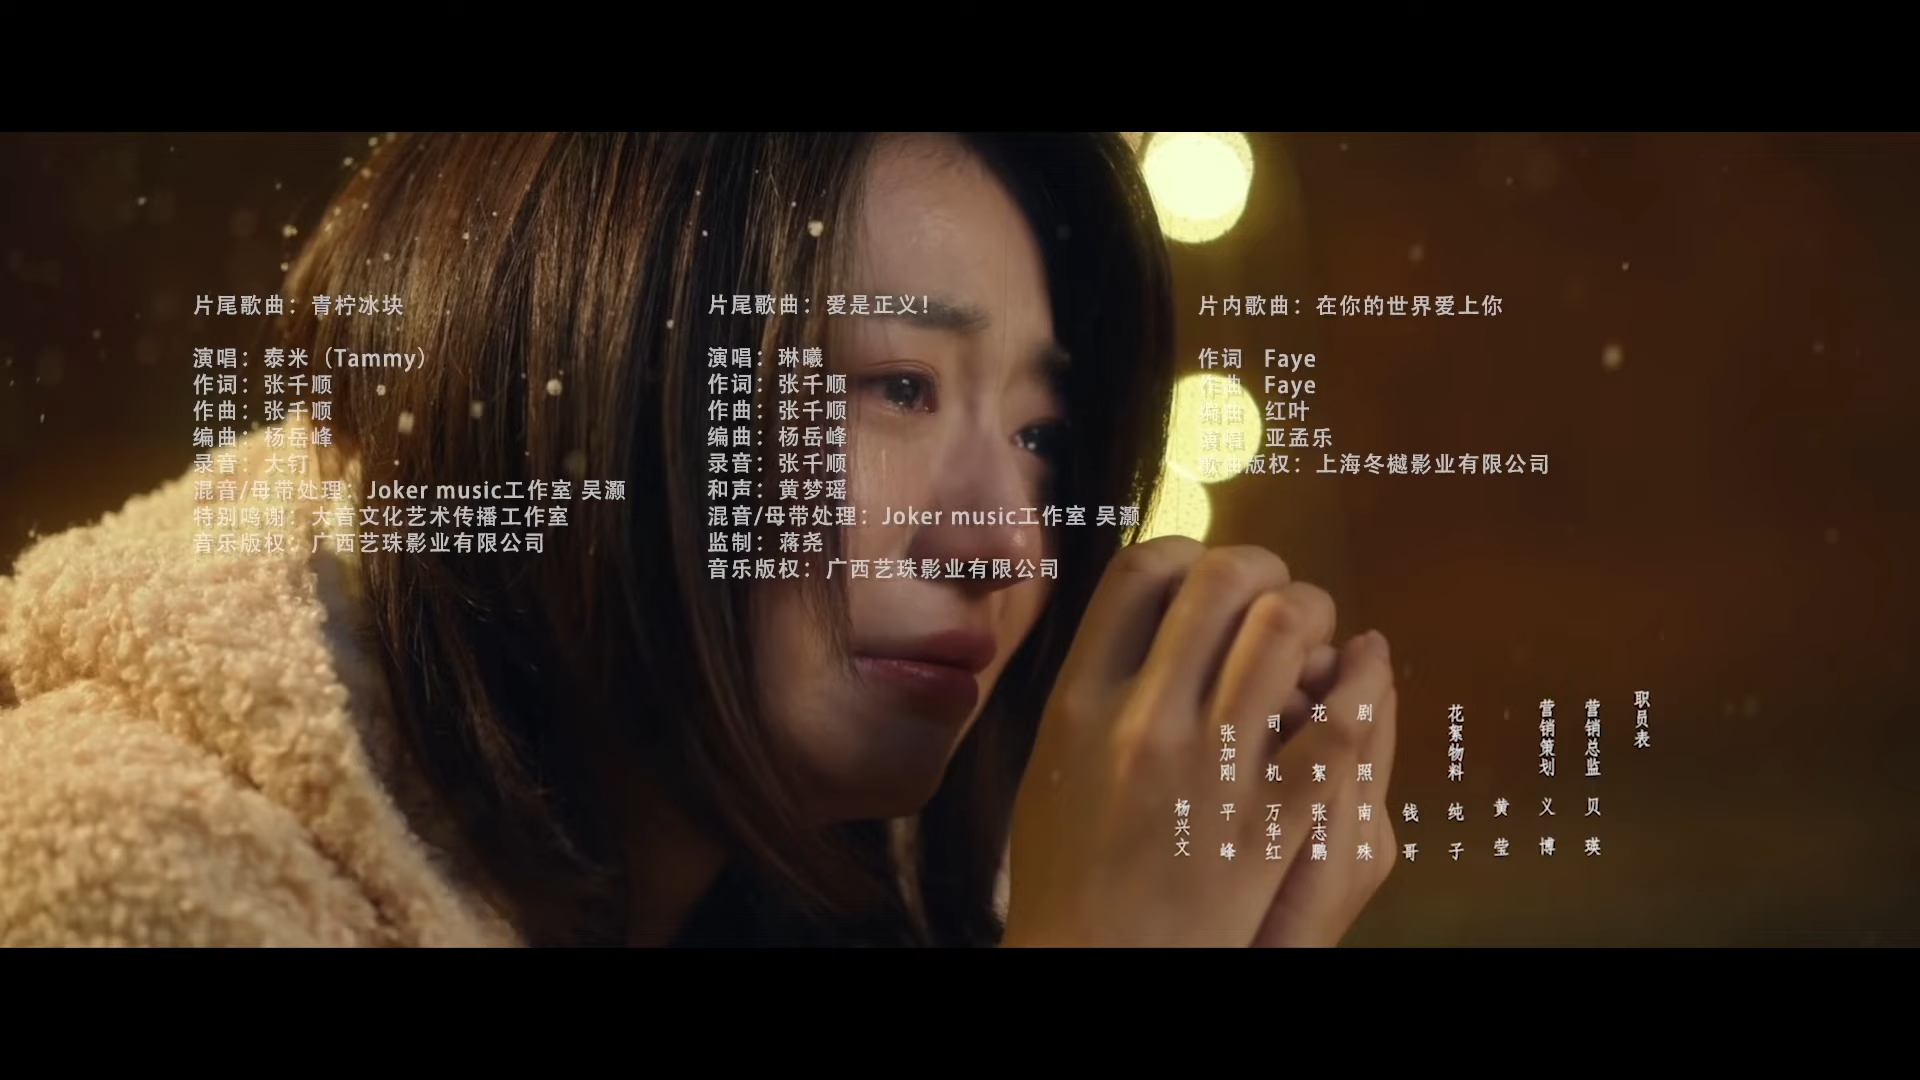 片尾歌曲：青柠冰块
演唱：泰米（Tammy）
作词：张千顺
作曲：张千顺
编曲：杨岳峰
录音：大钉
混音/母带处理：Joker music工作室 吴灏
特别鸣谢：大音文化艺术传播工作室
音乐版权：广西艺珠影业有限公司
片尾歌曲：爱是正义！
演唱：琳曦
作词：张千顺
作曲：张千顺
编曲：杨岳峰
录音：张千顺
和声：黄梦瑶
混音/母带处理：Joker music工作室 吴灏
监制：蒋尧
音乐版权：广西艺珠影业有限公司
片内歌曲：在你的世界爱上你
作词 Faye
作曲 Faye
编曲 红叶
演唱 亚孟乐
歌曲版权：上海冬樾影业有限公司
职员表
营销总监 贝瑛
营销策划 义博
黄莹
花絮物料 纯子
钱哥
剧照 南殊
花絮 张志鹏
司机 万华红
张加刚 平峰
杨兴文